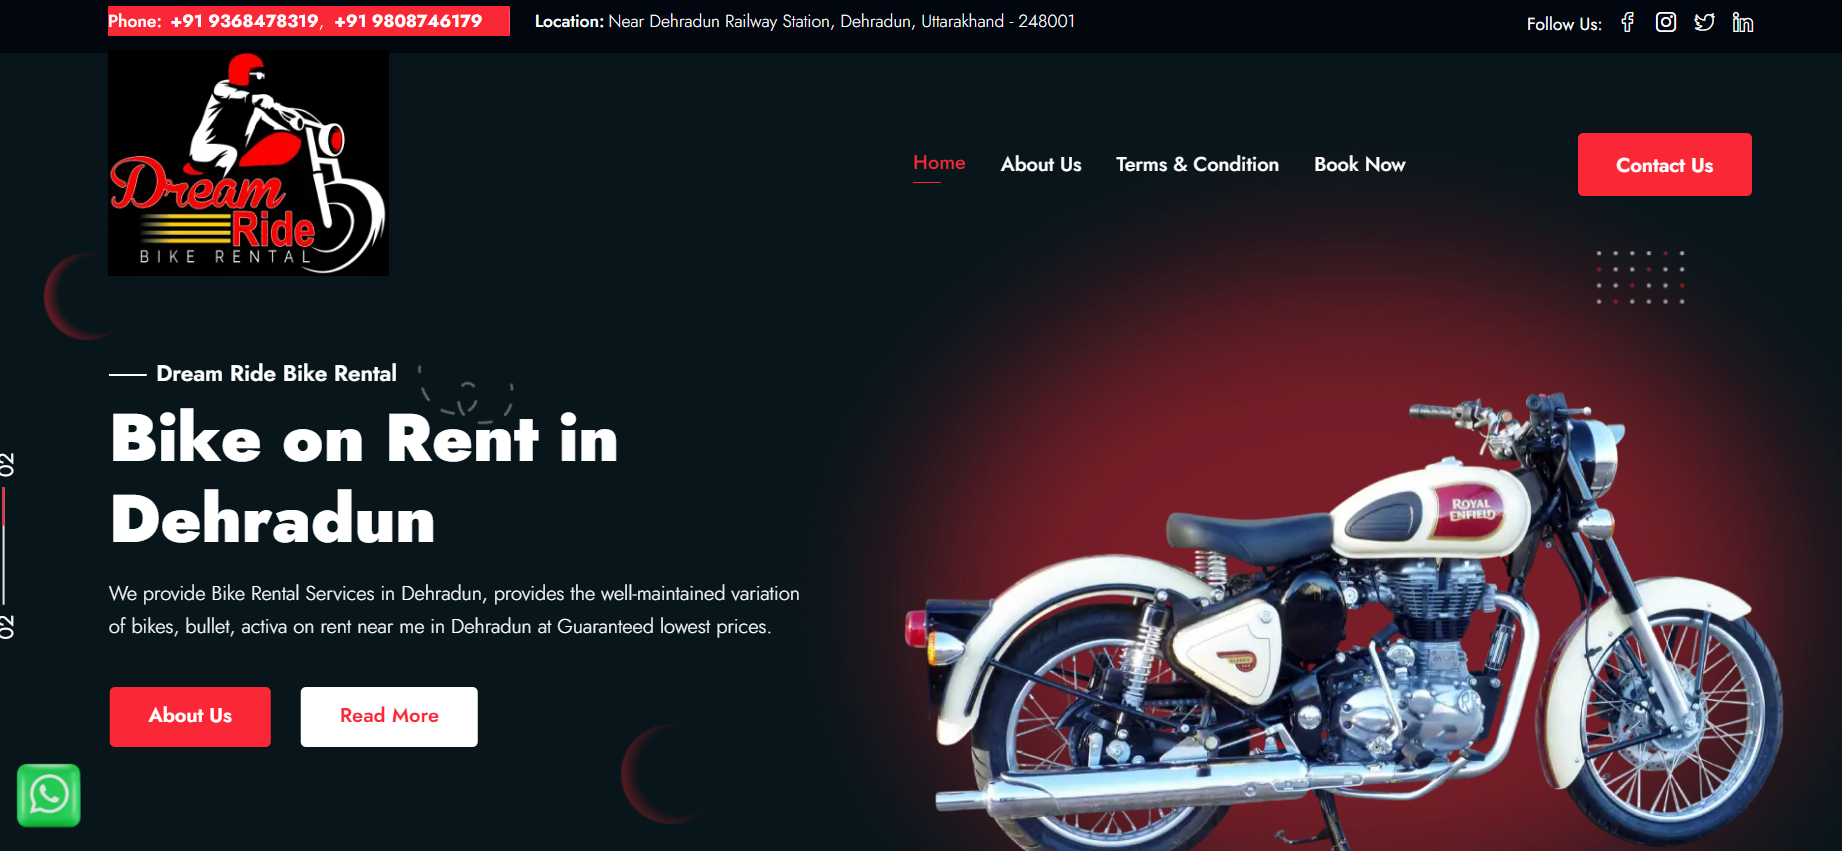 Phone: +91 9368478319, +91 9808746179
Location: Near Dehradun Railway Station, Dehradun, Uttarakhand - 248001
Follow Us:
Dream
Ride
BIKE RENTAL
Home
About Us
Terms & Condition
Book Now
Contact Us
Dream Ride Bike Rental
Bike on Rent in
Dehradun
We provide Bike Rental Services in Dehradun, provides the well-maintained variation
of bikes, bullet, activa on rent near me in Dehradun at Guaranteed lowest prices.
About Us
Read More
02
02
ROYAL
ENFIELD